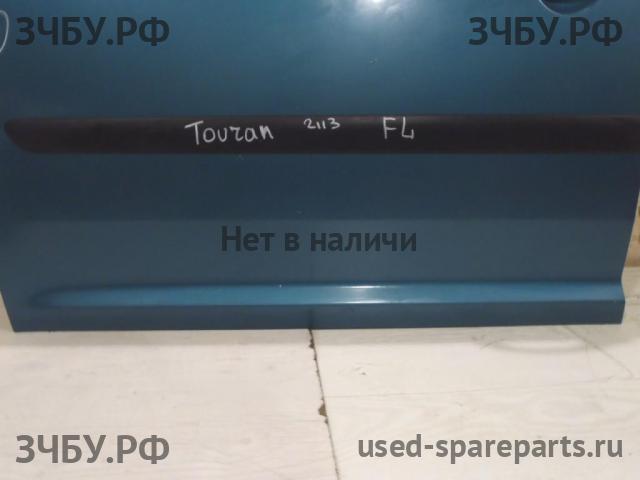 ЗЧБУ.РФ ЗЧБУ.РФ
Touran 2113 FL
Нет в наличи
ЗЧБУ.РФ used-spareparts.ru